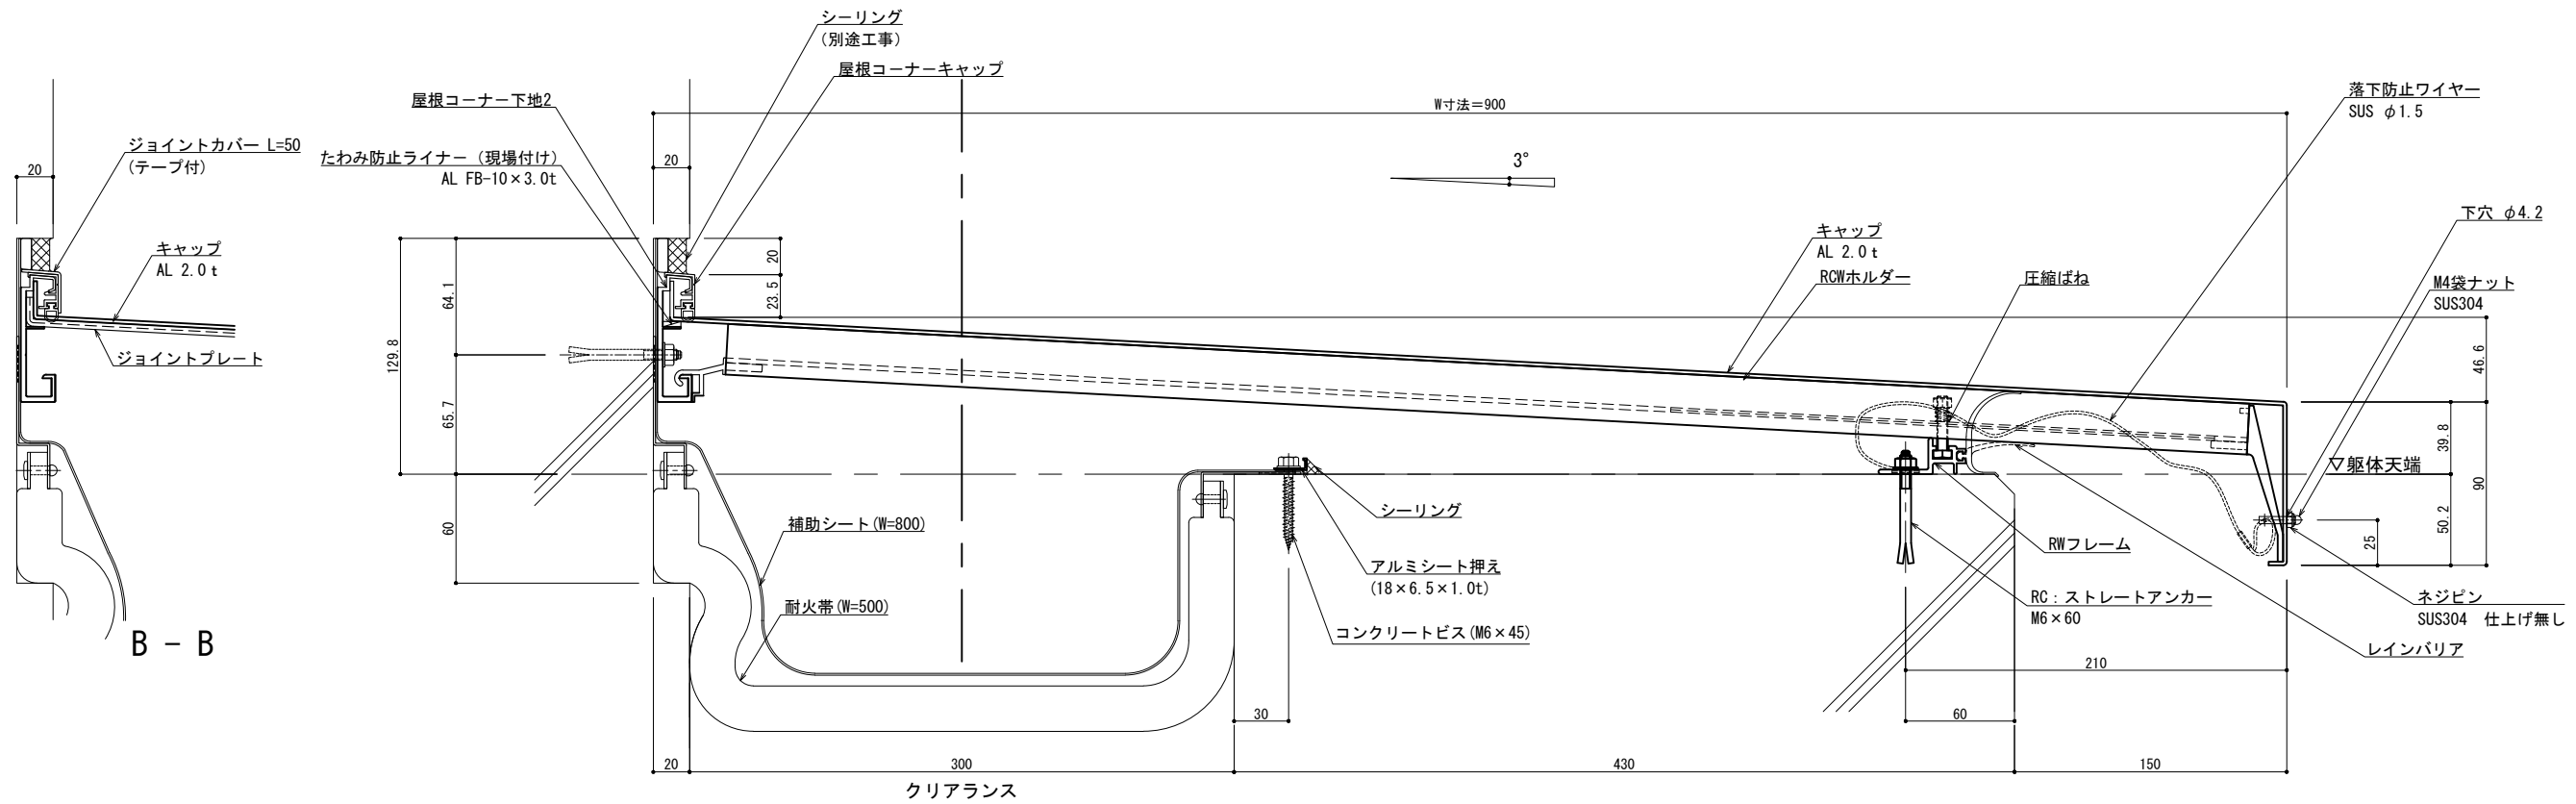 シーリング
(別途工事)
屋根コーナーキャップ
屋根コーナー下地2
W寸法=900
落下防止ワイヤー
SUS φ1.5
ジョイントカバー L=50
(テープ付)
たわみ防止ライナー（現場付け）
AL FB-10×3.0t
20
20
3°
下穴 φ4.2
キャップ
AL 2.0t
キャップ
AL 2.0t
RCWホルダー
圧縮ばね
M4袋ナット
SUS304
20
23.5
64.1
129.8
65.7
60
ジョイントプレート
46.6
39.8
▽躯体天端
90
50.2
25
補助シート(W=800)
シーリング
RWフレーム
アルミシート押え
(18×6.5×1.0t)
耐火帯(W=500)
コンクリートビス(M6×45)
RC：ストレートアンカー
M6×60
ネジピン
SUS304　仕上げ無し
レインバリア
B - B
210
30
60
20
300
430
150
クリアランス